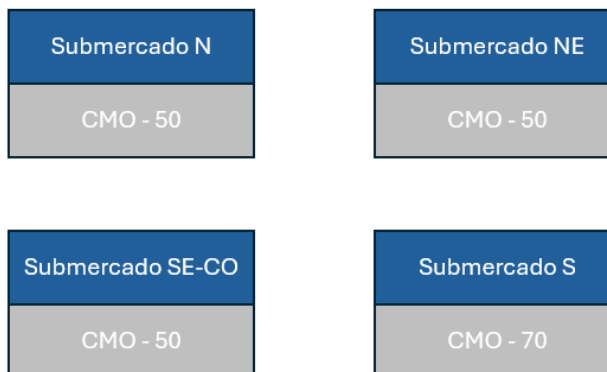 Submercado N
CMO - 50
Submercado NE
CMO - 50
Submercado SE-CO
CMO - 50
Submercado S
CMO - 70